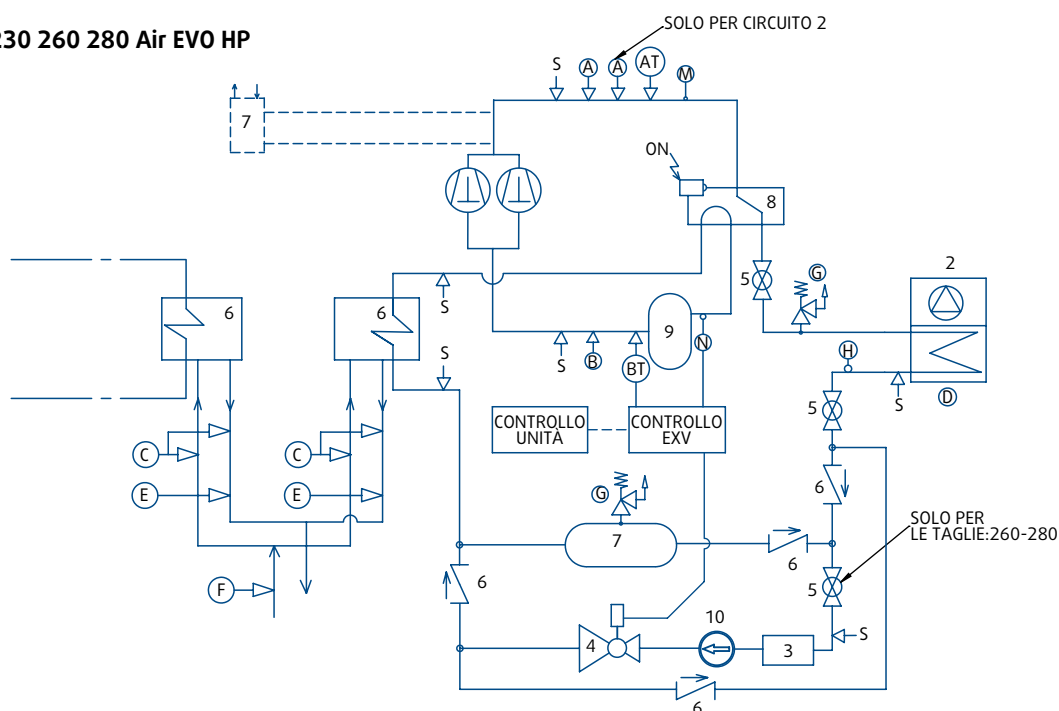 230 260 280 Air EVO HP
SOLO PER CIRCUITO 2
S
A
A
AT
M
7
ON
8
5
G
2
6
6
S
S
9
S
B
BT
N
H
S
D
5
CONTROLLO
UNITÀ
CONTROLLO
EXV
C
C
E
E
G
7
6
6
SOLO PER
LE TAGLIE:260-280
5
F
6
4
10
3
S
6